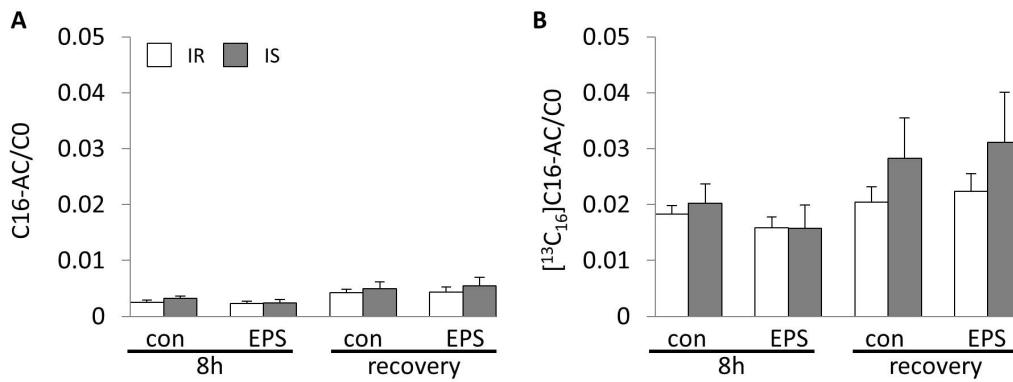 A
0.05
0.04
0.03
0.02
0.01
0
C16-AC/C0
IR IS
con EPS con EPS
8h recovery
B
0.05
0.04
0.03
0.02
0.01
0
[¹³C₁₆]C16-AC/C0
con EPS con EPS
8h recovery